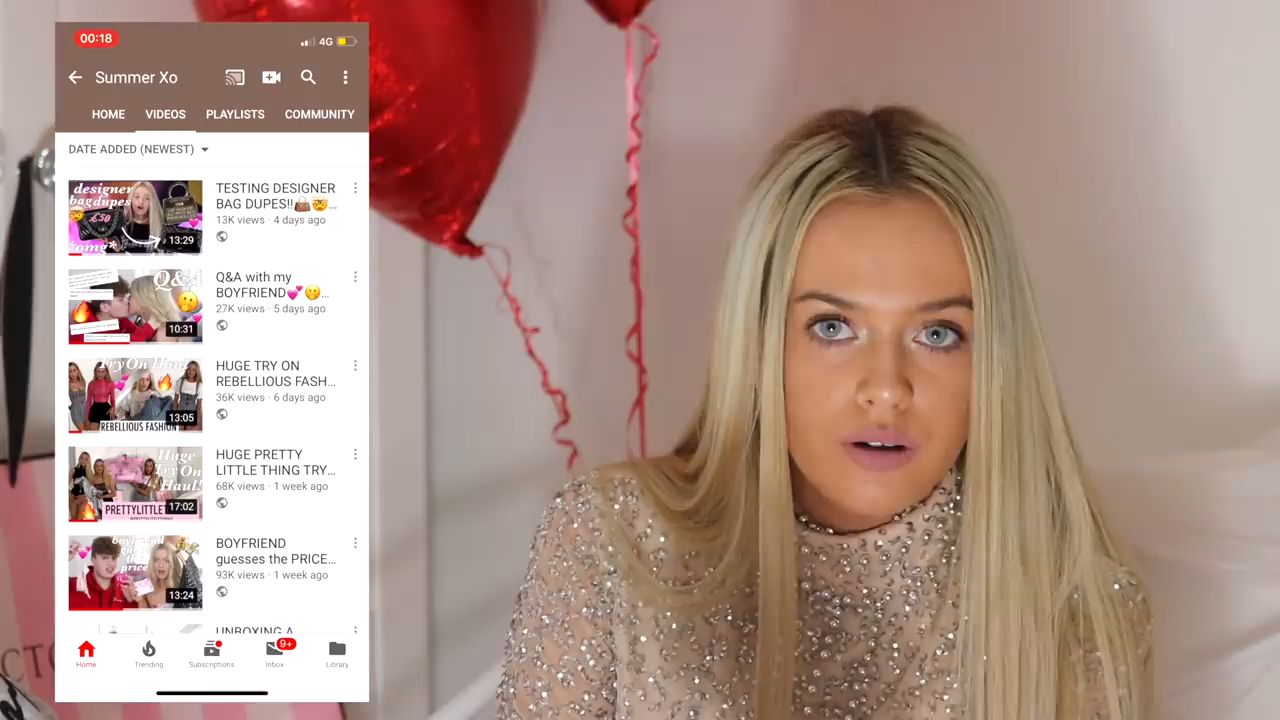 00:18
4G
Summer Xo
HOME VIDEOS PLAYLISTS COMMUNITY
DATE ADDED (NEWEST)
designer
bag dupes
£50
*omg*
13:29
TESTING DESIGNER
BAG DUPES!!👜🤯...
13K views · 4 days ago
Q&A
10:31
Q&A with my
BOYFRIEND💕🤭...
27K views · 5 days ago
Try On Haul
REBELLIOUS FASHION
13:05
HUGE TRY ON
REBELLIOUS FASH...
36K views · 6 days ago
Huge
Try On
Haul!
PRETTYLITTLET
17:02
HUGE PRETTY
LITTLE THING TRY...
68K views · 1 week ago
boyfriend
price
13:24
BOYFRIEND
guesses the PRICE...
93K views · 1 week ago
UNBOXING A
9+
Home Trending Subscriptions Inbox Library